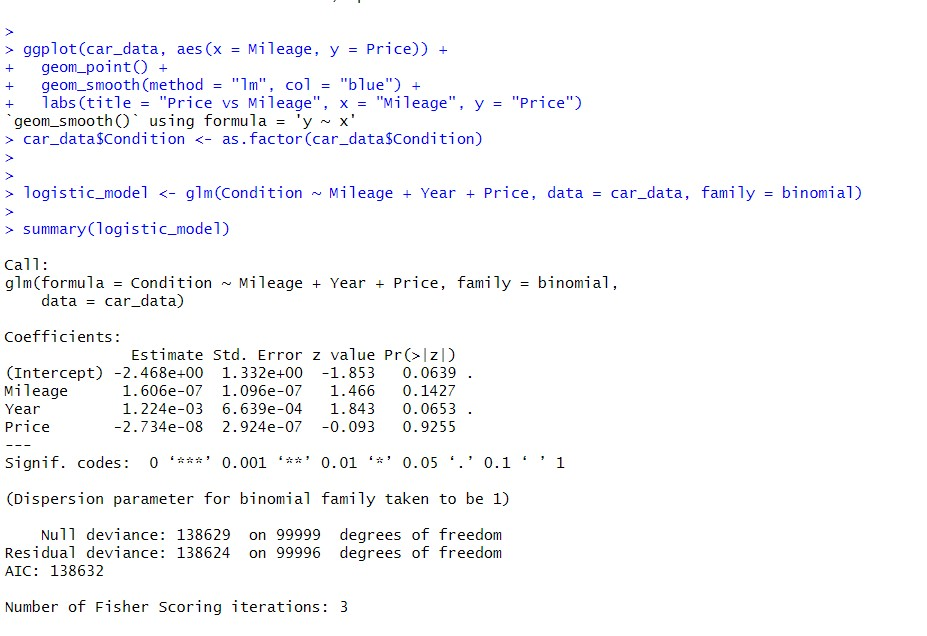 >
> ggplot(car_data, aes(x = Mileage, y = Price)) +
+   geom_point() +
+   geom_smooth(method = "lm", col = "blue") +
+   labs(title = "Price vs Mileage", x = "Mileage", y = "Price")
`geom_smooth()` using formula = 'y ~ x'
> car_data$Condition <- as.factor(car_data$Condition)
>
>
> logistic_model <- glm(Condition ~ Mileage + Year + Price, data = car_data, family = binomial)
>
> summary(logistic_model)
Call:
glm(formula = Condition ~ Mileage + Year + Price, family = binomial,
    data = car_data)
Coefficients:
              Estimate Std. Error z value Pr(>|z|)
(Intercept) -2.468e+00  1.332e+00  -1.853   0.0639 .
Mileage      1.606e-07  1.096e-07   1.466   0.1427
Year         1.224e-03  6.639e-04   1.843   0.0653 .
Price       -2.734e-08  2.924e-07  -0.093   0.9255
---
Signif. codes:  0 ‘***’ 0.001 ‘**’ 0.01 ‘*’ 0.05 ‘.’ 0.1 ‘ ’ 1
(Dispersion parameter for binomial family taken to be 1)
    Null deviance: 138629  on 99999  degrees of freedom
Residual deviance: 138624  on 99996  degrees of freedom
AIC: 138632
Number of Fisher Scoring iterations: 3